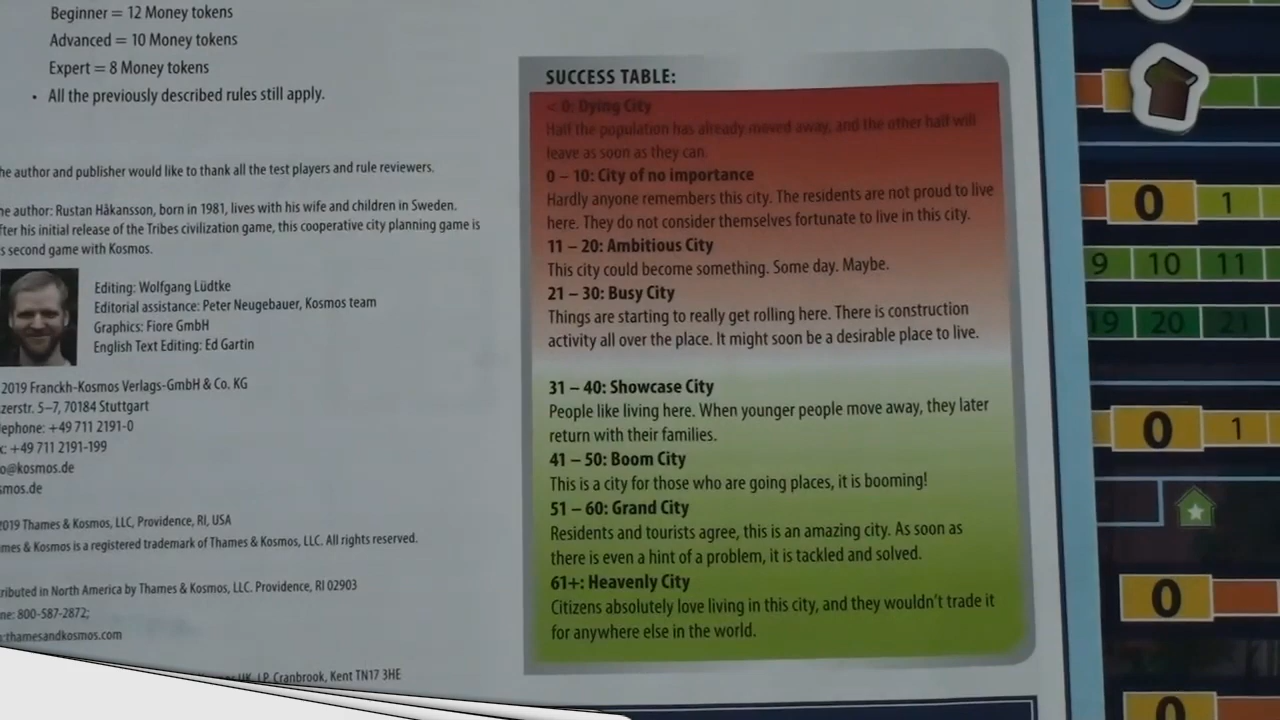 Beginner = 12 Money tokens
Advanced = 10 Money tokens
Expert = 8 Money tokens
• All the previously described rules still apply.
he author and publisher would like to thank all the test players and rule reviewers.
he author: Rustan Håkansson, born in 1981, lives with his wife and children in Sweden.
fter his initial release of the Tribes civilization game, this cooperative city planning game is
s second game with Kosmos.
Editing: Wolfgang Lüdtke
Editorial assistance: Peter Neugebauer, Kosmos team
Graphics: Fiore GmbH
English Text Editing: Ed Gartin
2019 Franckh-Kosmos Verlags-GmbH & Co. KG
zerstr. 5–7, 70184 Stuttgart
lephone: +49 711 2191-0
x: +49 711 2191-199
o@kosmos.de
smos.de
2019 Thames & Kosmos, LLC, Providence, RI, USA
mes & Kosmos is a registered trademark of Thames & Kosmos, LLC. All rights reserved.
tributed in North America by Thames & Kosmos, LLC. Providence, RI 02903
ne: 800-587-2872;
thamesandkosmos.com
UK, LP, Cranbrook, Kent TN17 3HE
SUCCESS TABLE:
< 0: Dying City
Half the population has already moved away, and the other half will
leave as soon as they can.
0 – 10: City of no importance
Hardly anyone remembers this city. The residents are not proud to live
here. They do not consider themselves fortunate to live in this city.
11 – 20: Ambitious City
This city could become something. Some day. Maybe.
21 – 30: Busy City
Things are starting to really get rolling here. There is construction
activity all over the place. It might soon be a desirable place to live.
31 – 40: Showcase City
People like living here. When younger people move away, they later
return with their families.
41 – 50: Boom City
This is a city for those who are going places, it is booming!
51 – 60: Grand City
Residents and tourists agree, this is an amazing city. As soon as
there is even a hint of a problem, it is tackled and solved.
61+: Heavenly City
Citizens absolutely love living in this city, and they wouldn't trade it
for anywhere else in the world.
0 1
9 10 11
19 20 21
0 1
0
0